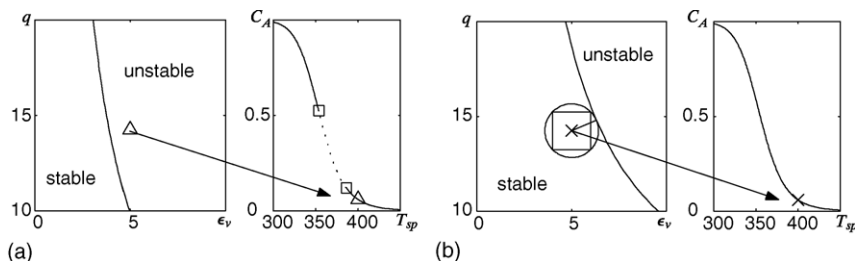 q
C_A
q
C_A
unstable
unstable
15
0.5
15
0.5
stable
stable
10
0
10
0
0 5 ϵ_v
300 350 400 T_sp
0 5 ϵ_v
300 350 400 T_sp
(a)
(b)